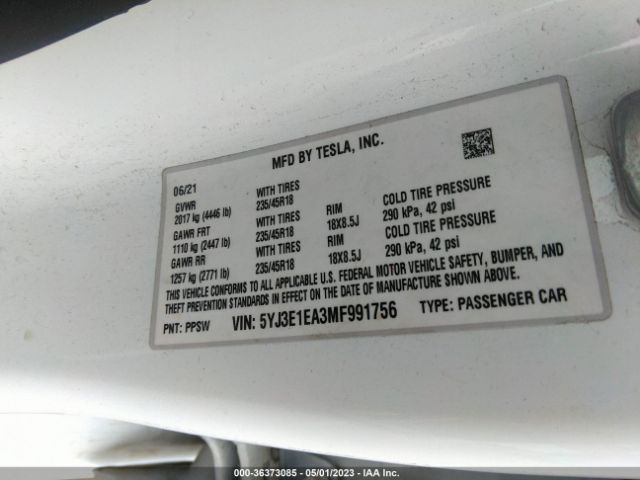 MFD BY TESLA, INC.
06/21
GVWR WITH TIRES
2017 kg (4446 lb) 235/45R18 RIM COLD TIRE PRESSURE
GAWR FRT WITH TIRES 18X8.5J 290 kPa, 42 psi
1110 kg (2447 lb) 235/45R18 RIM COLD TIRE PRESSURE
GAWR RR WITH TIRES 18X8.5J 290 kPa, 42 psi
1257 kg (2771 lb) 235/45R18
THIS VEHICLE CONFORMS TO ALL APPLICABLE U.S. FEDERAL MOTOR VEHICLE SAFETY, BUMPER, AND
THEFT PREVENTION STANDARDS IN EFFECT ON THE DATE OF MANUFACTURE SHOWN ABOVE.
PNT: PPSW VIN: 5YJ3E1EA3MF991756 TYPE: PASSENGER CAR
000-36373085 - 05/01/2023 - IAA Inc.